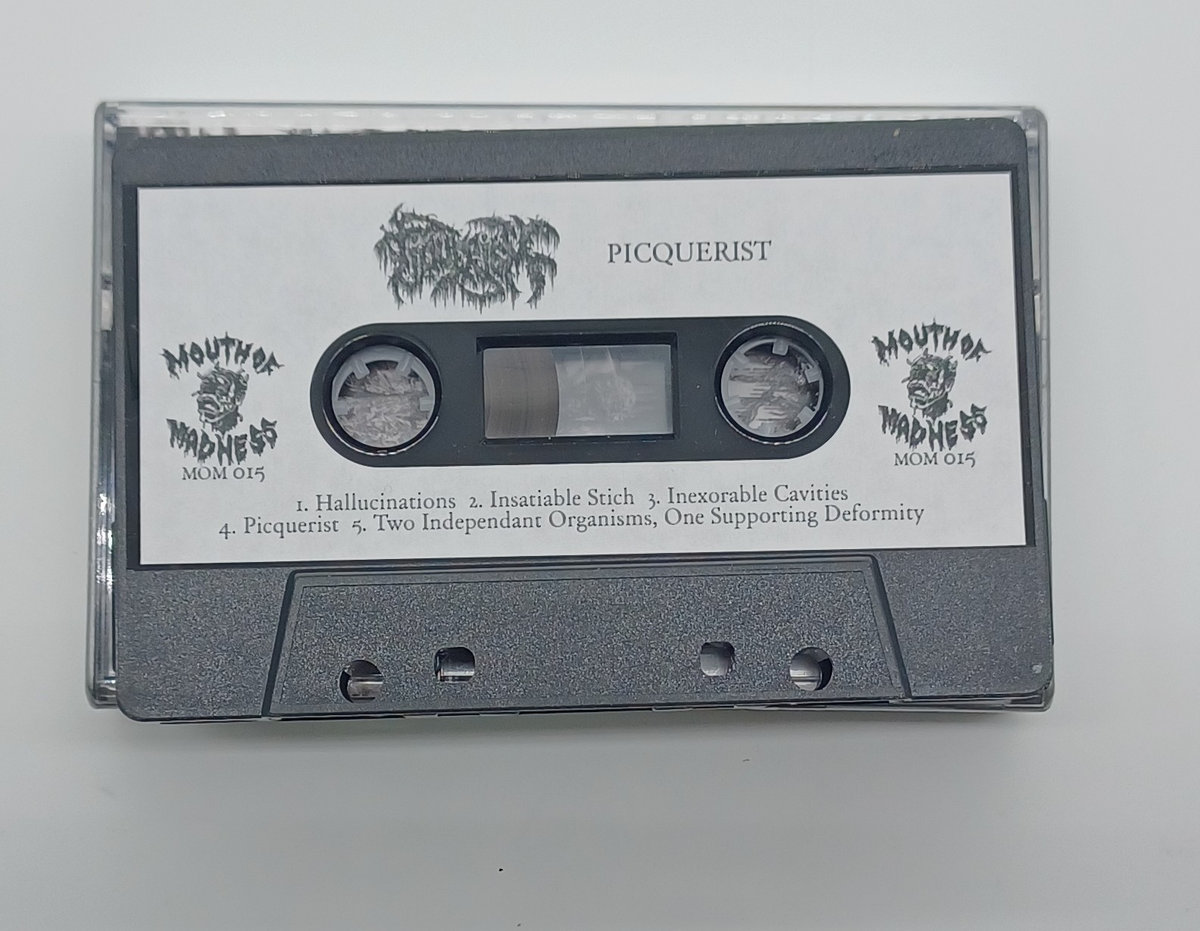 PICQUERIST
MOUTH OF
MADNESS
MOM 015
MOUTH OF
MADNESS
MOM 015
1. Hallucinations 2. Insatiable Stich 3. Inexorable Cavities
4. Picquerist 5. Two Independant Organisms, One Supporting Deformity